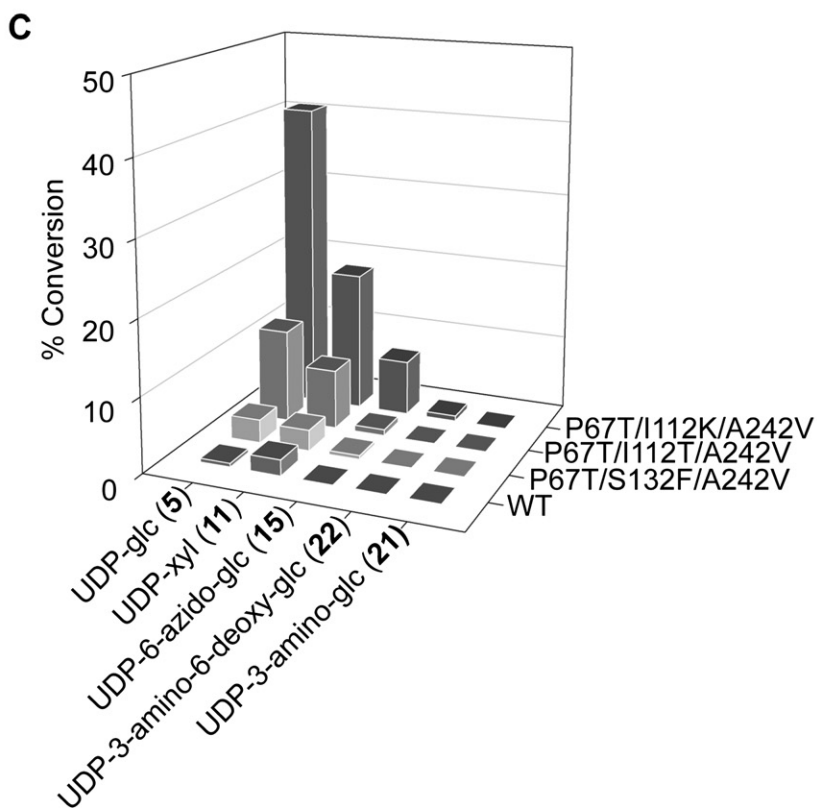 C
% Conversion
50
40
30
20
10
0
UDP-glc (5)
UDP-xyl (11)
UDP-6-azido-glc (15)
UDP-3-amino-6-deoxy-glc (22)
UDP-3-amino-glc (21)
P67T/I112K/A242V
P67T/I112T/A242V
P67T/S132F/A242V
WT